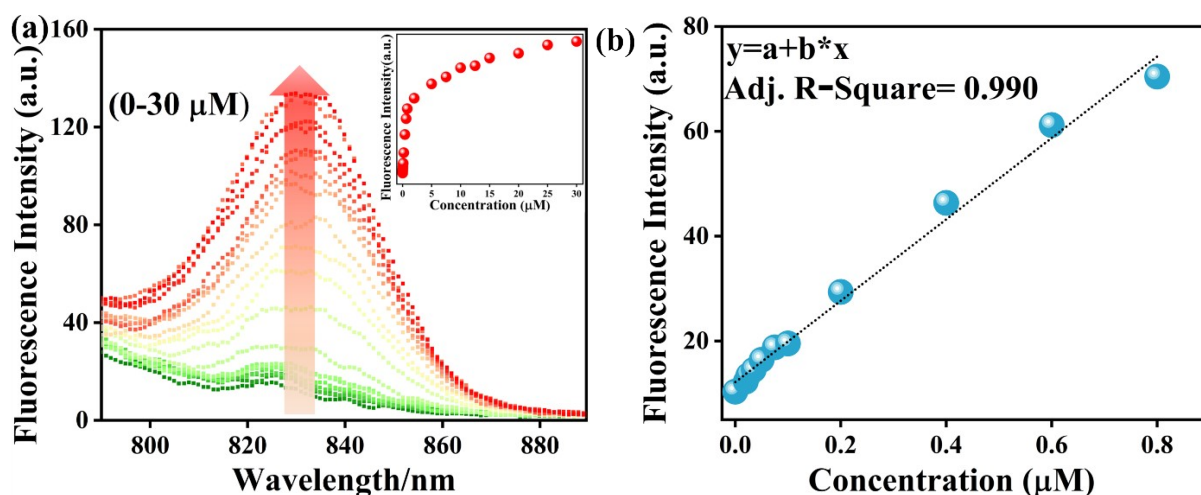 (a)
160
120
80
40
0
Fluorescence Intensity (a.u.)
(0-30 μM)
Fluorescence Intensity(a.u.)
0 5 10 15 20 25 30
Concentration (μM)
800 820 840 860 880
Wavelength/nm
(b)
80
60
40
20
Fluorescence Intensity (a.u.)
y=a+b*x
Adj. R-Square= 0.990
0.0 0.2 0.4 0.6 0.8
Concentration (μM)